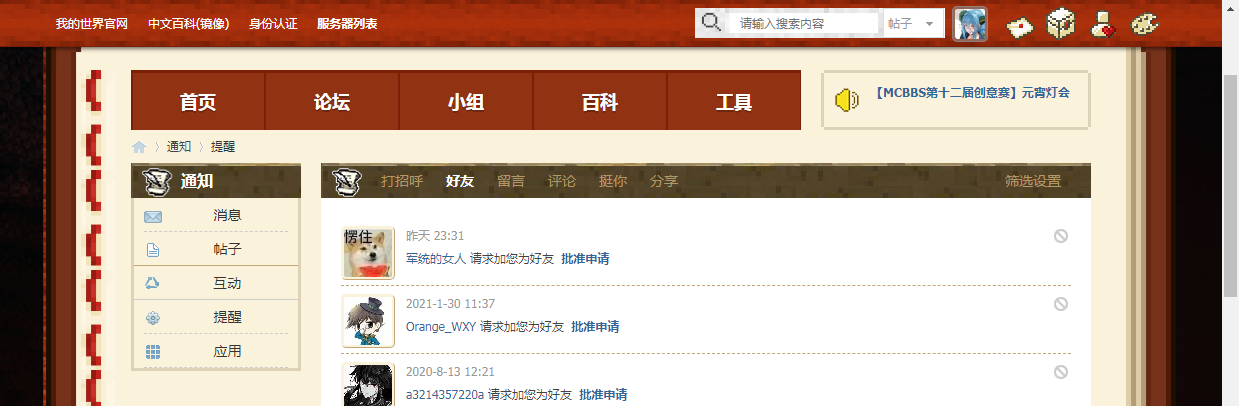 我的世界官网 中文百科(镜像) 身份认证 服务器列表 请输入搜索内容 帖子
首页 论坛 小组 百科 工具
【MCBBS第十二届创意赛】元宵灯会
通知 提醒
通知
消息
帖子
互动
提醒
应用
打招呼 好友 留言 评论 挺你 分享 筛选设置
愣住
昨天 23:31
军统的女人 请求加您为好友 批准申请
2021-1-30 11:37
Orange_WXY 请求加您为好友 批准申请
2020-8-13 12:21
a3214357220a 请求加您为好友 批准申请